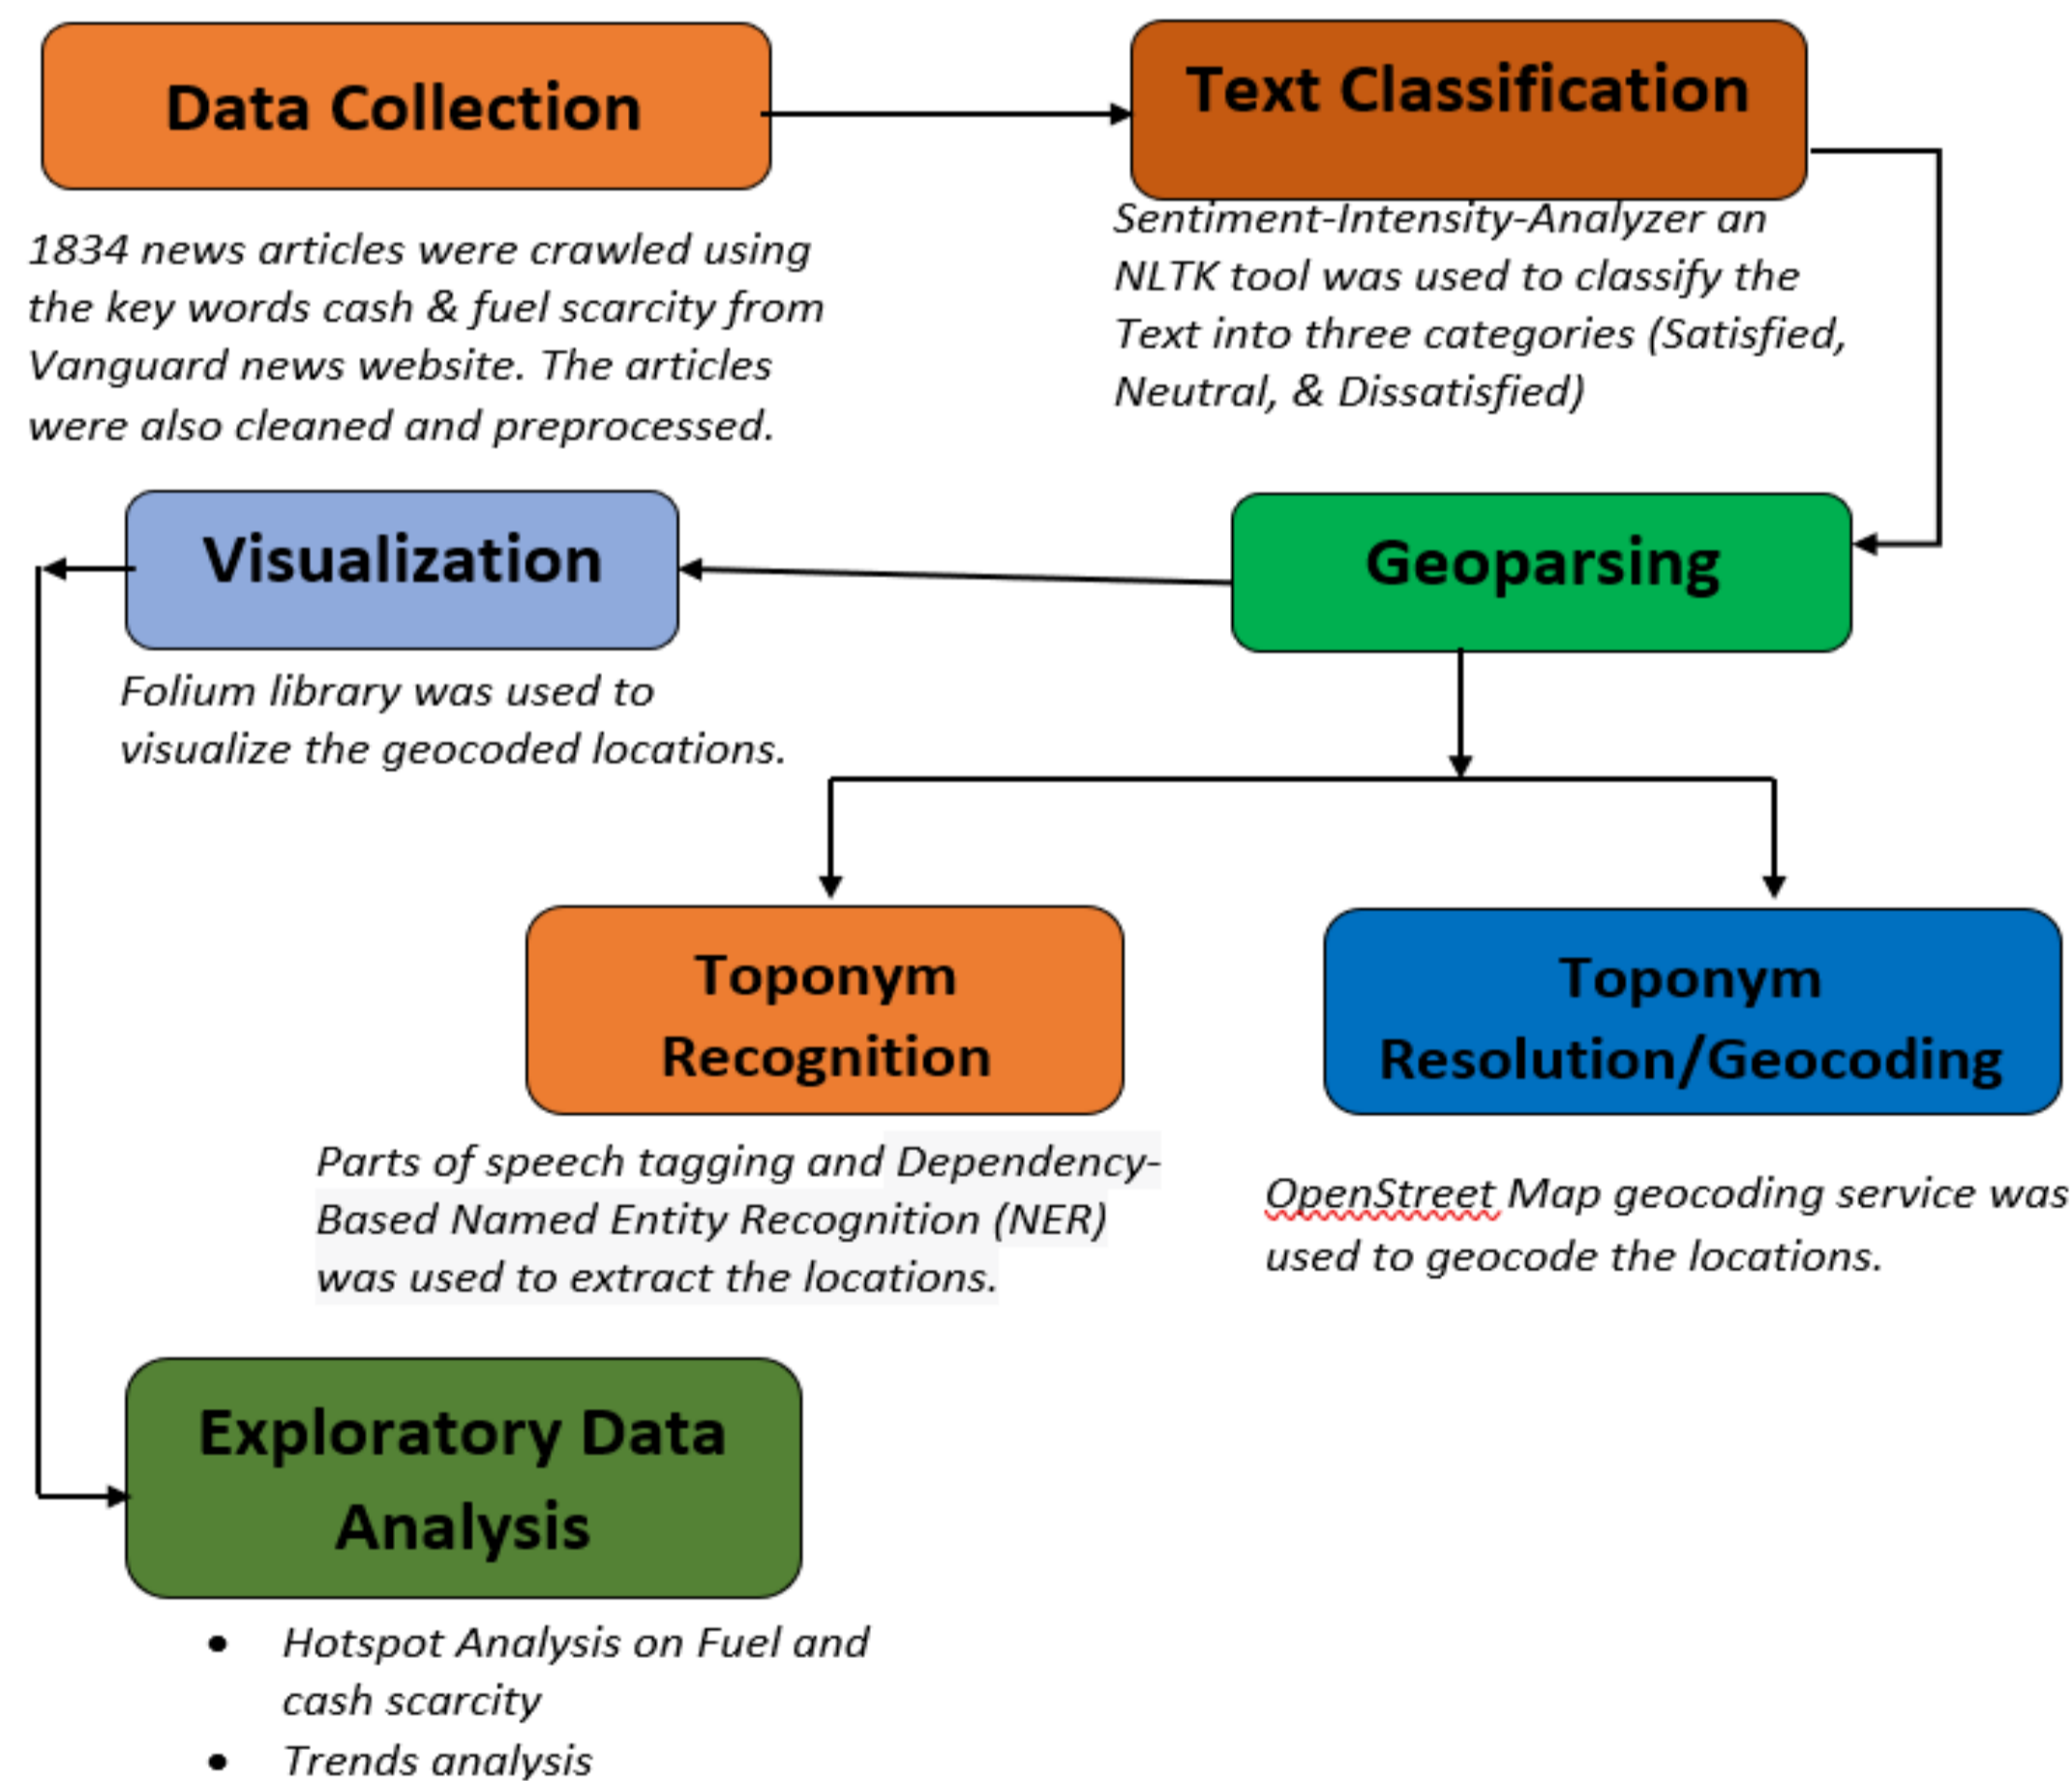 Data Collection
1834 news articles were crawled using
the key words cash & fuel scarcity from
Vanguard news website. The articles
were also cleaned and preprocessed.
Text Classification
Sentiment-Intensity-Analyzer an
NLTK tool was used to classify the
Text into three categories (Satisfied,
Neutral, & Dissatisfied)
Geoparsing
Visualization
Folium library was used to
visualize the geocoded locations.
Toponym
Recognition
Parts of speech tagging and Dependency-
Based Named Entity Recognition (NER)
was used to extract the locations.
Toponym
Resolution/Geocoding
OpenStreet Map geocoding service was
used to geocode the locations.
Exploratory Data
Analysis
• Hotspot Analysis on Fuel and
cash scarcity
• Trends analysis